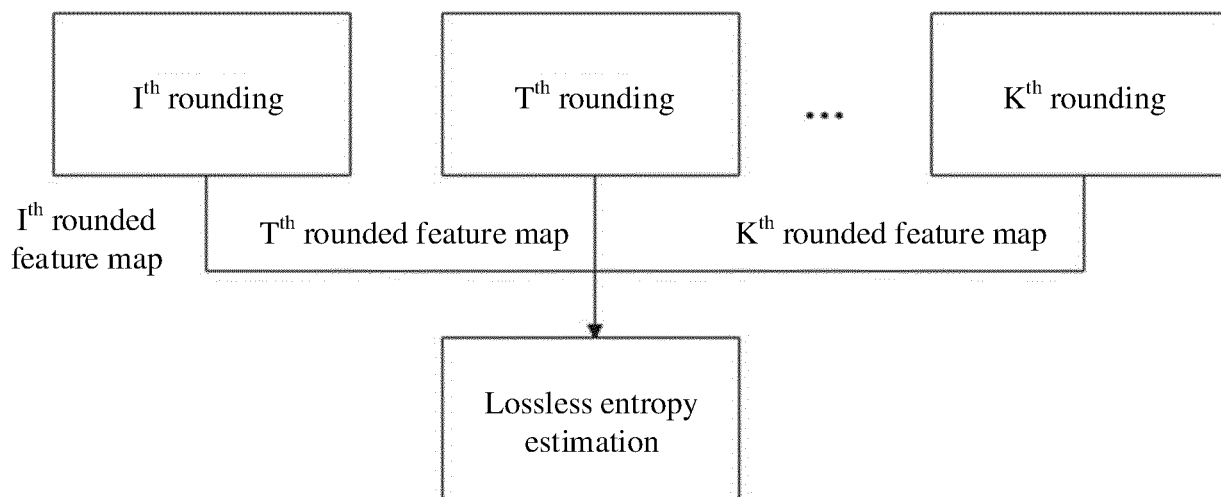 Iᵗʰ rounding
Tᵗʰ rounding
...
Kᵗʰ rounding
Iᵗʰ rounded
feature map
Tᵗʰ rounded feature map
Kᵗʰ rounded feature map
Lossless entropy
estimation